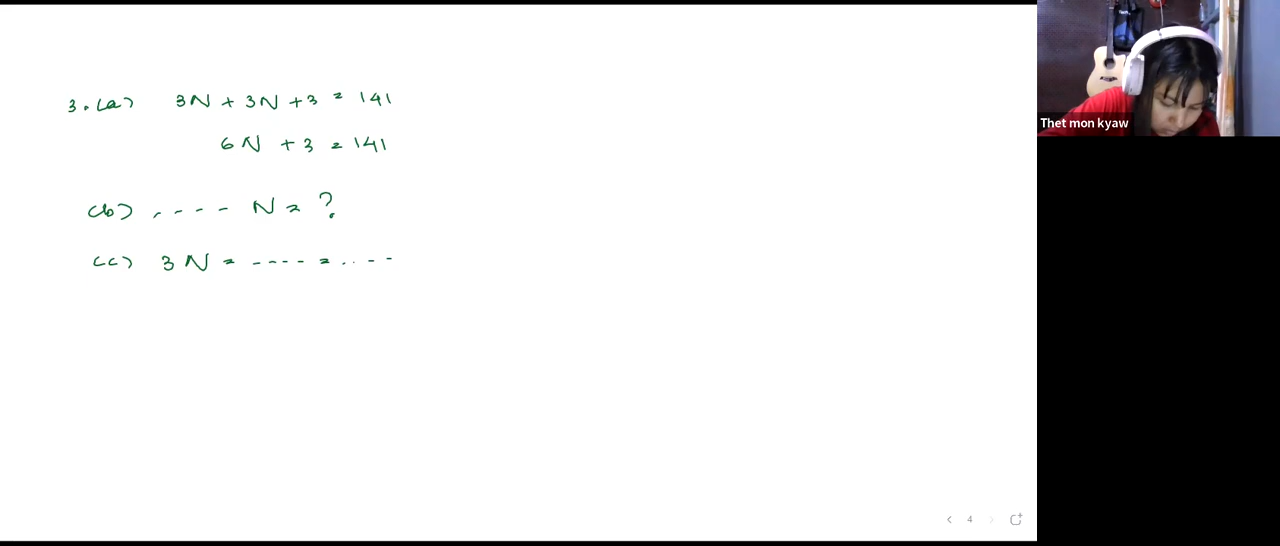 3. (a) 3N + 3N + 3 = 141
6N + 3 = 141
(b) .---- N = ?
(c) 3N = ---- = ..--
Thet mon kyaw
4